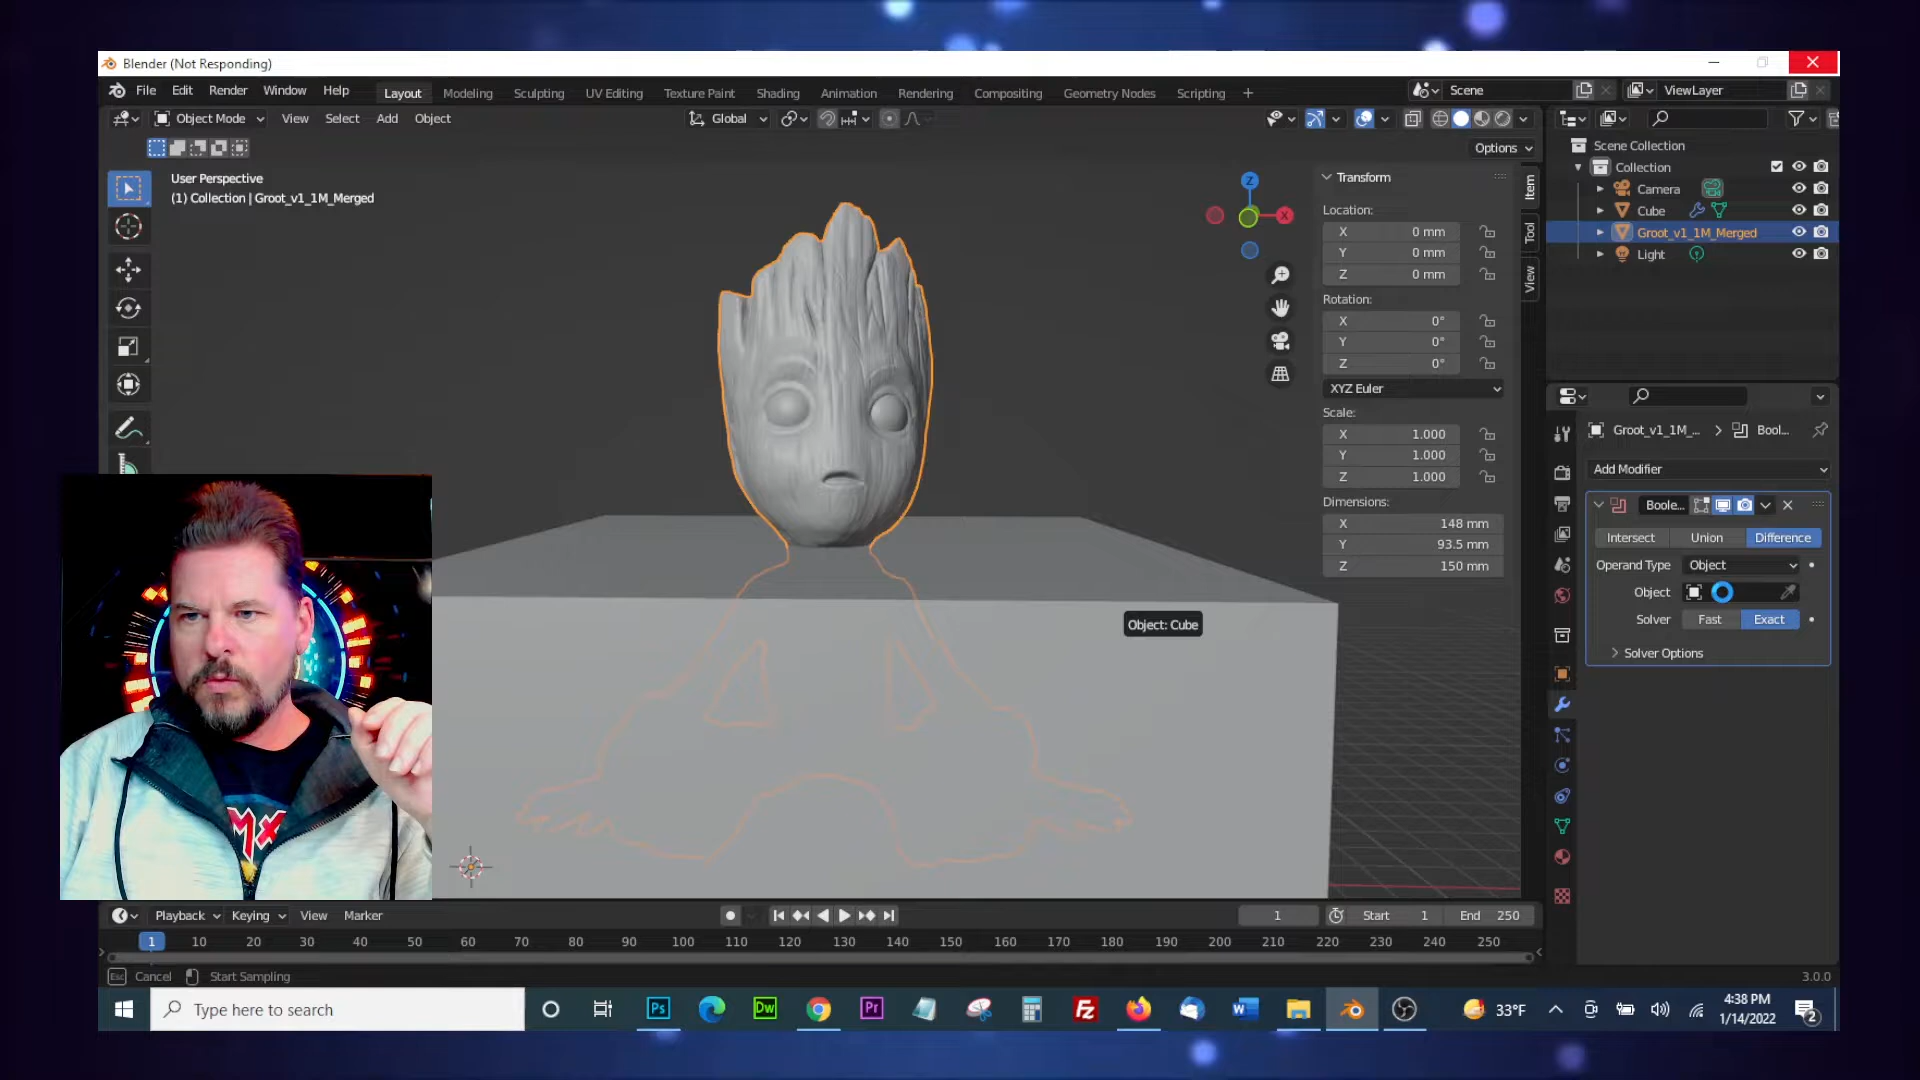 Blender (Not Responding)
File Edit Render Window Help
Layout Modeling Sculpting UV Editing Texture Paint Shading Animation Rendering Compositing Geometry Nodes Scripting +
Scene
ViewLayer
Object Mode View Select Add Object
Global
Options
User Perspective
(1) Collection | Groot_v1_1M_Merged
Z
X
Transform
Location:
X 0 mm
Y 0 mm
Z 0 mm
Rotation:
X 0°
Y 0°
Z 0°
XYZ Euler
Scale:
X 1.000
Y 1.000
Z 1.000
Dimensions:
X 148 mm
Y 93.5 mm
Z 150 mm
Item
Tool
View
Scene Collection
Collection
Camera
Cube
Groot_v1_1M_Merged
Light
Groot_v1_1M_... > Bool...
Add Modifier
Boole...
Intersect Union Difference
Operand Type Object
Object
Solver Fast Exact
Solver Options
Object: Cube
MX
Playback Keying View Marker
1
Start 1
End 250
1 10 20 30 40 50 60 70 80 90 100 110 120 130 140 150 160 170 180 190 200 210 220 230 240 250
Esc Cancel Start Sampling
3.0.0
Type here to search
Ps
Dw
Pr
Fz
W
33°F
4:38 PM
1/14/2022
2